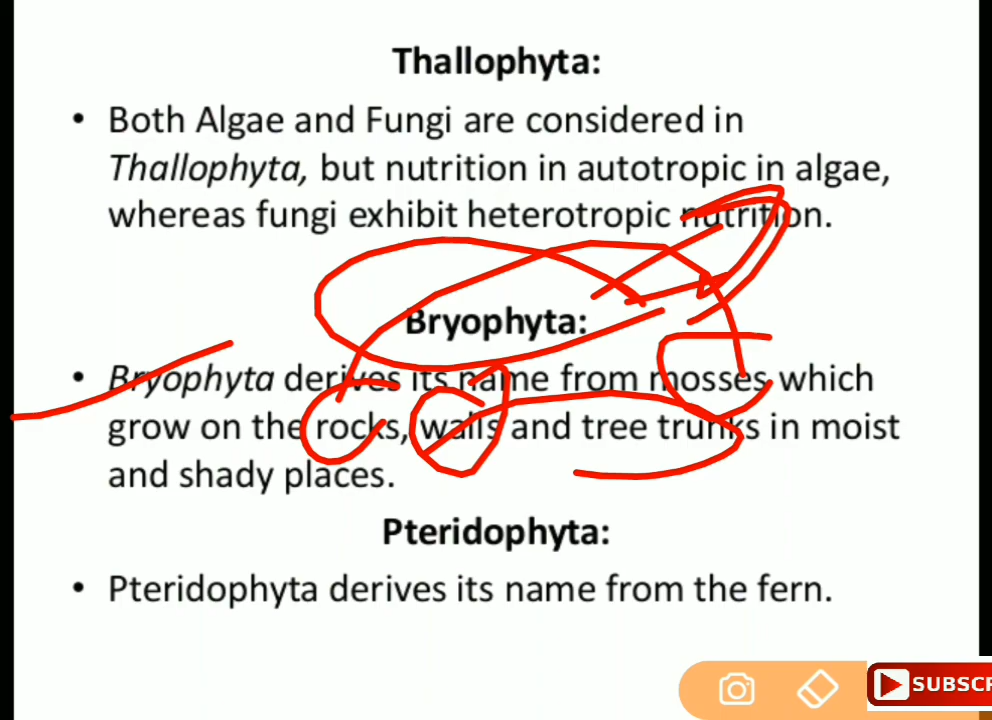 Thallophyta:
• Both Algae and Fungi are considered in
Thallophyta, but nutrition in autotropic in algae,
whereas fungi exhibit heterotropic nutrition.
Bryophyta:
• Bryophyta derives its name from mosses which
grow on the rocks, walls and tree trunks in moist
and shady places.
Pteridophyta:
• Pteridophyta derives its name from the fern.
SUBSCR